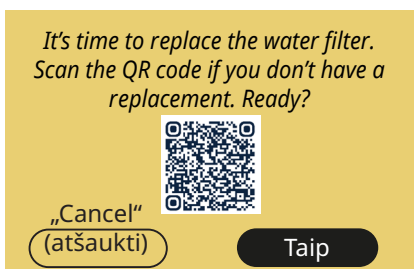 It's time to replace the water filter.
Scan the QR code if you don't have a
replacement. Ready?
„Cancel“
(atšaukti)
Taip